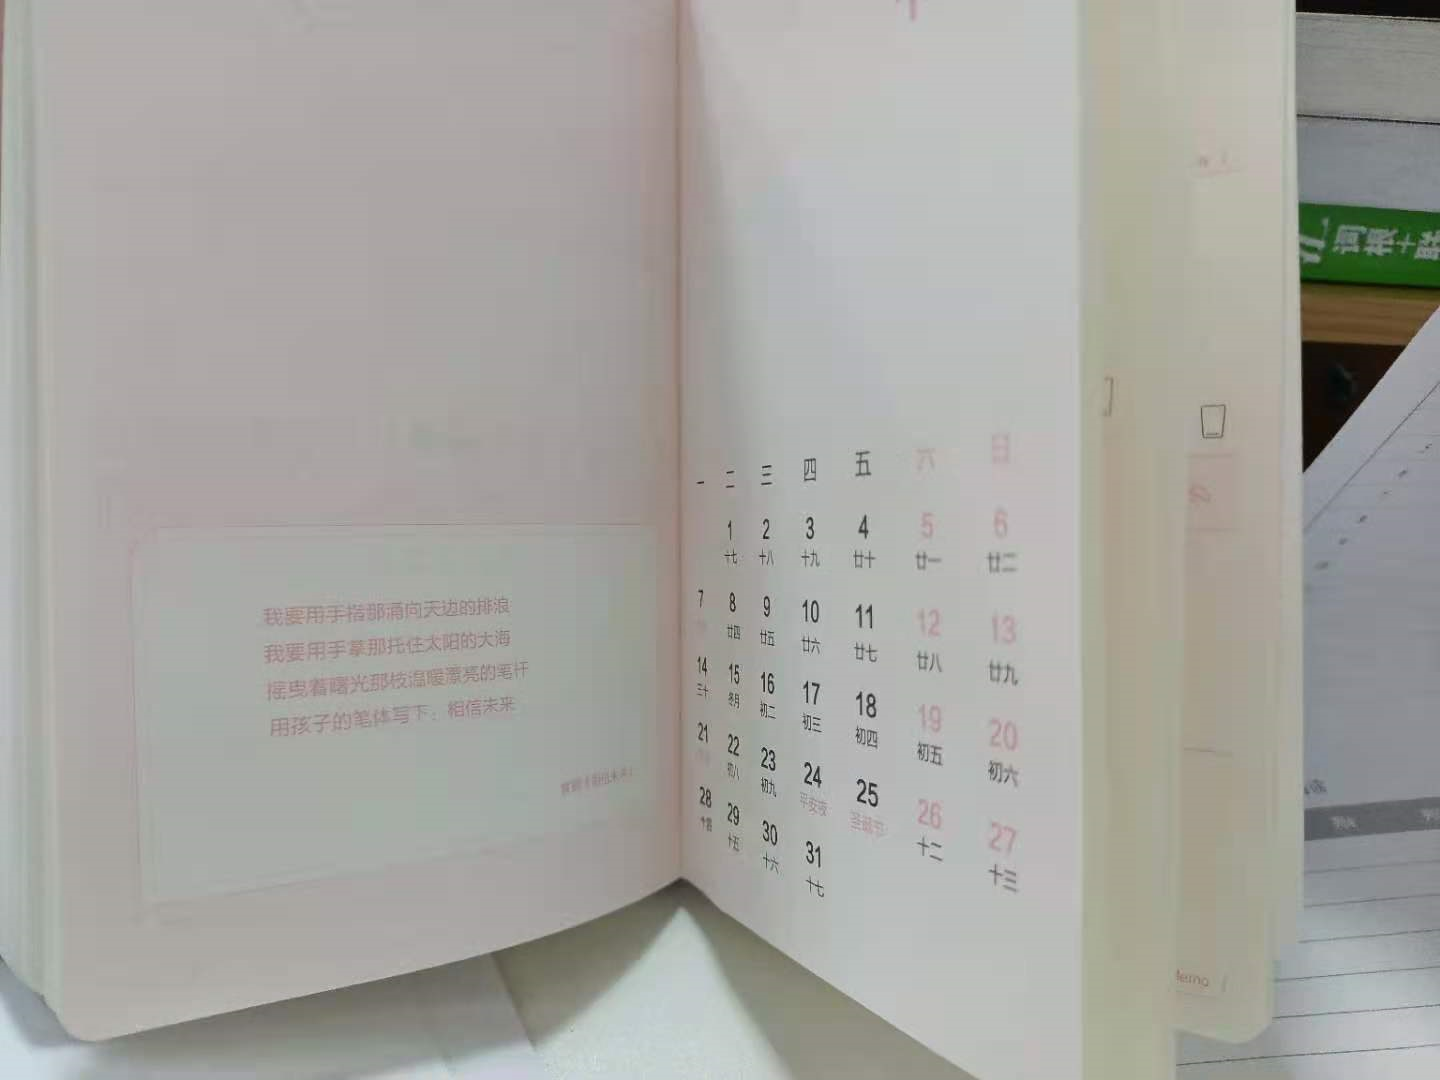 我要用手指那涌向天边的排浪
我要用手掌那托住太阳的大海
摇曳着曙光那枝温暖漂亮的笔杆
用孩子的笔体写下：相信未来
一 二 三 四 五 六 日
1 2 3 4 5 6
十七 十八 十九 廿十 廿一 廿二
7 8 9 10 11 12 13
廿四 廿五 廿六 廿七 廿八 廿九
14 15 16 17 18 19 20
三十 冬月 初二 初三 初四 初五 初六
21 22 23 24 25 26 27
初八 初九 平安夜 圣诞节 十二 十三
28 29 30 31
十四 十五 十六 十七
词根+联
Memo